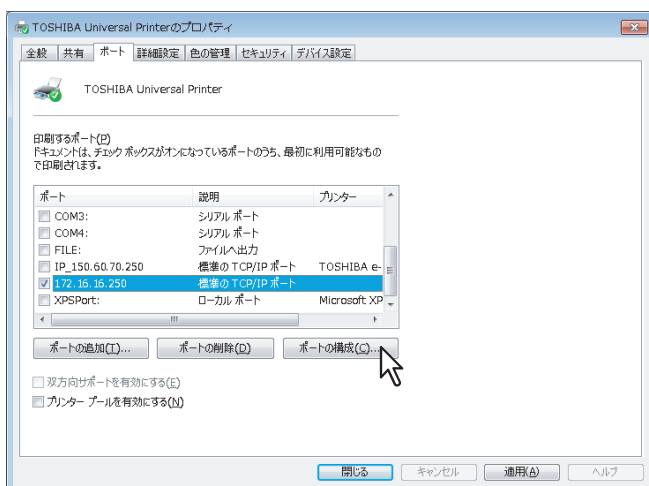 TOSHIBA Universal Printerのプロパティ
全般 共有 ポート 詳細設定 色の管理 セキュリティ デバイス設定
TOSHIBA Universal Printer
印刷するポート(P)
ドキュメントは、チェック ボックスがオンになっているポートのうち、最初に利用可能なもの
で印刷されます。
ポート 説明 プリンター
COM3: シリアル ポート
COM4: シリアル ポート
FILE: ファイルへ出力
IP_150.60.70.250 標準の TCP/IP ポート TOSHIBA e-
172.16.16.250 標準の TCP/IP ポート
XPSPort: ローカル ポート Microsoft XP
ポートの追加(T)... ポートの削除(D) ポートの構成(C)...
双方向サポートを有効にする(E)
プリンター プールを有効にする(N)
閉じる キャンセル 適用(A) ヘルプ